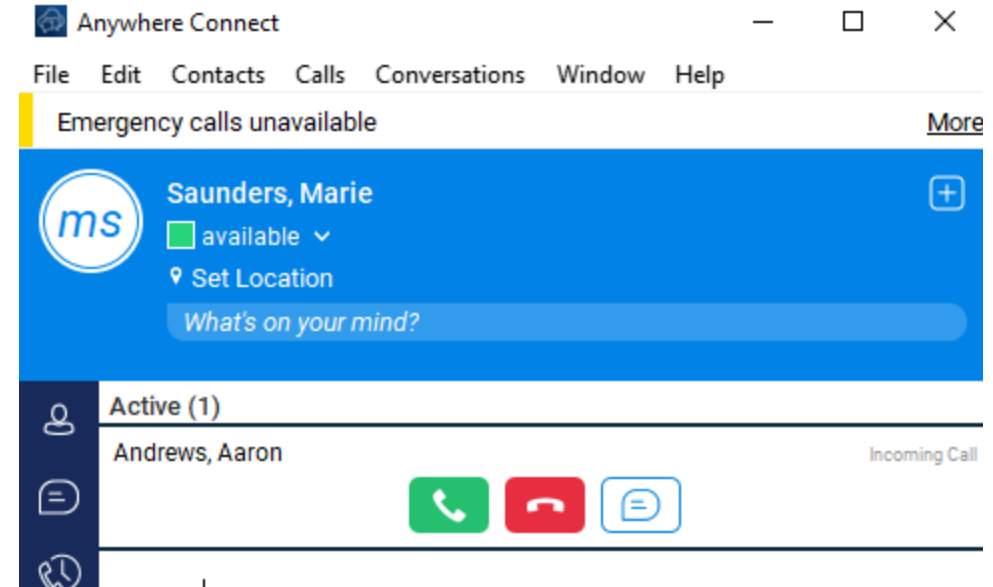 Anywhere Connect
File Edit Contacts Calls Conversations Window Help
Emergency calls unavailable More
ms
Saunders, Marie
available
Set Location
What's on your mind?
Active (1)
Andrews, Aaron Incoming Call